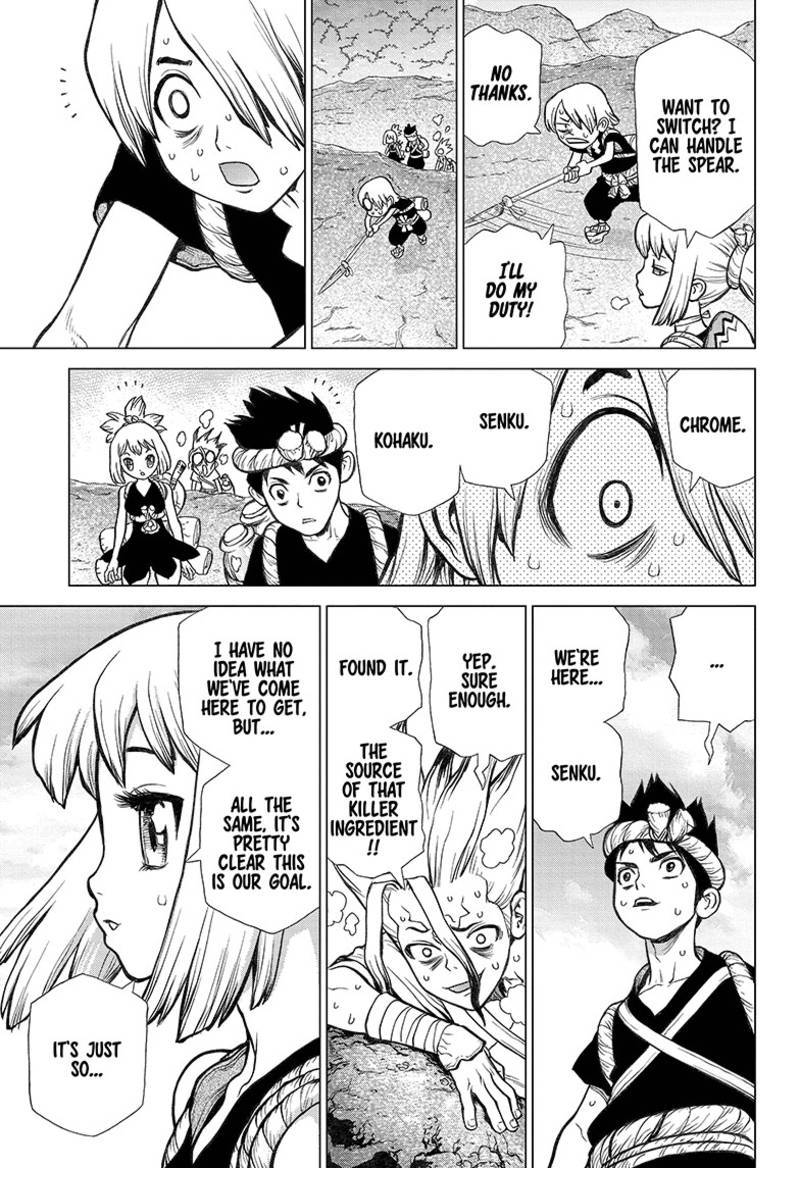 WANT TO
SWITCH? I
CAN HANDLE
THE SPEAR.
NO
THANKS.
I'LL
DO MY
DUTY!
CHROME.
SENKU.
KOHAKU.
...
WE'RE
HERE...
SENKU.
YEP.
SURE
ENOUGH.
FOUND IT.
THE
SOURCE
OF THAT
KILLER
INGREDIENT
!!
I HAVE NO
IDEA WHAT
WE'VE COME
HERE TO GET,
BUT...
ALL THE
SAME, IT'S
PRETTY
CLEAR THIS
IS OUR GOAL.
IT'S JUST
SO...